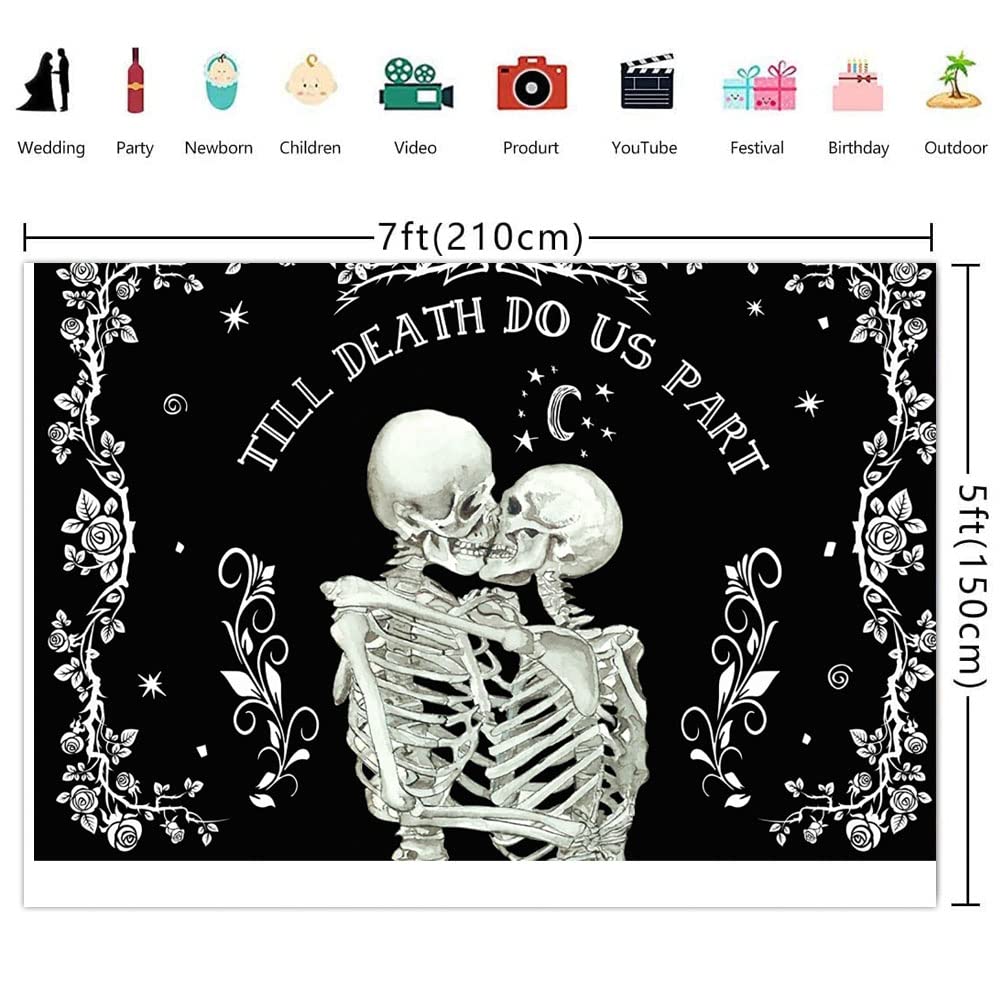 Wedding Party Newborn Children Video Produrt YouTube Festival Birthday Outdoor
7ft(210cm)
TILL DEATH DO US PART
5ft(150cm)